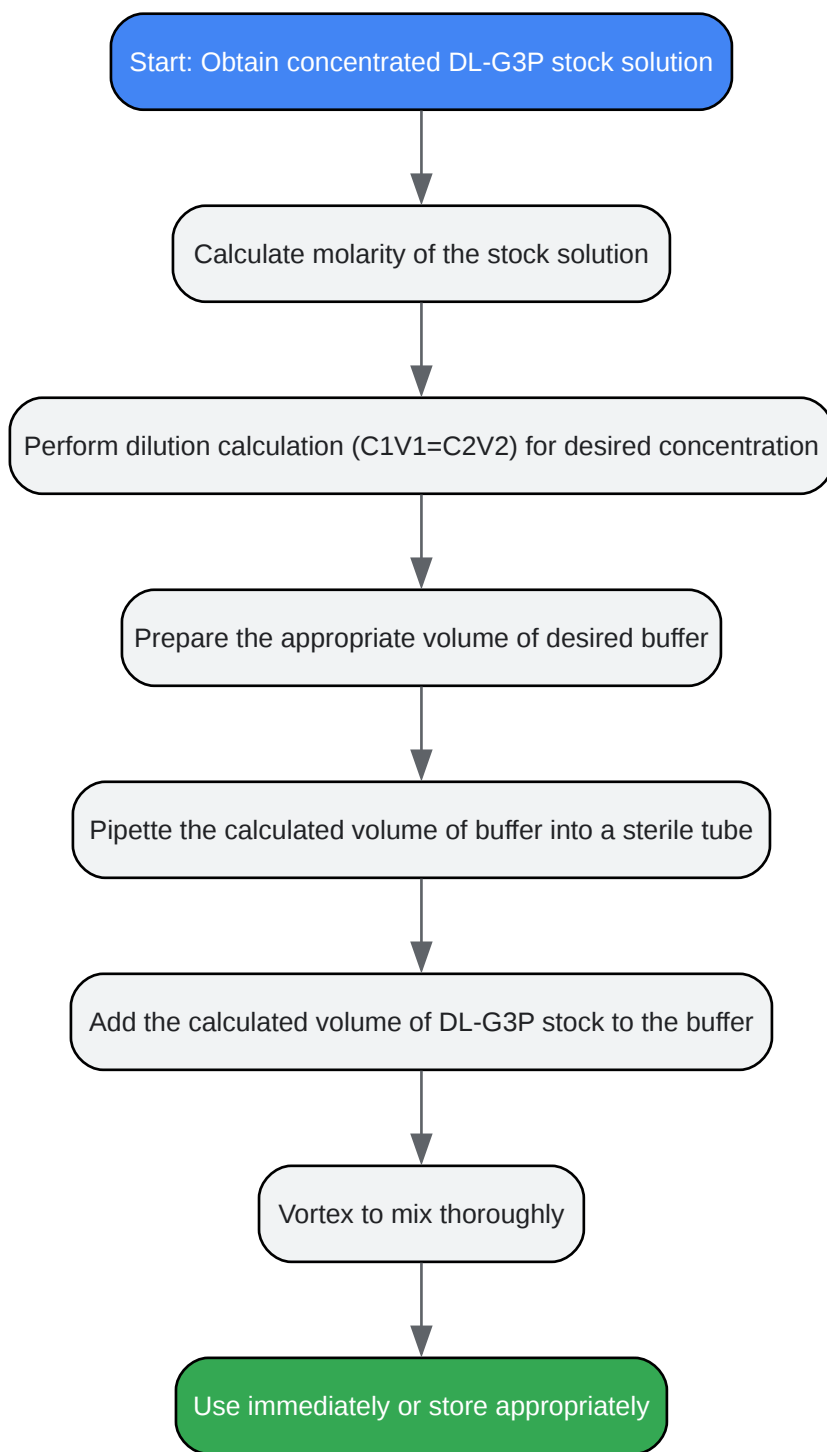 Start: Obtain concentrated DL-G3P stock solution
Calculate molarity of the stock solution
Perform dilution calculation (C1V1=C2V2) for desired concentration
Prepare the appropriate volume of desired buffer
Pipette the calculated volume of buffer into a sterile tube
Add the calculated volume of DL-G3P stock to the buffer
Vortex to mix thoroughly
Use immediately or store appropriately